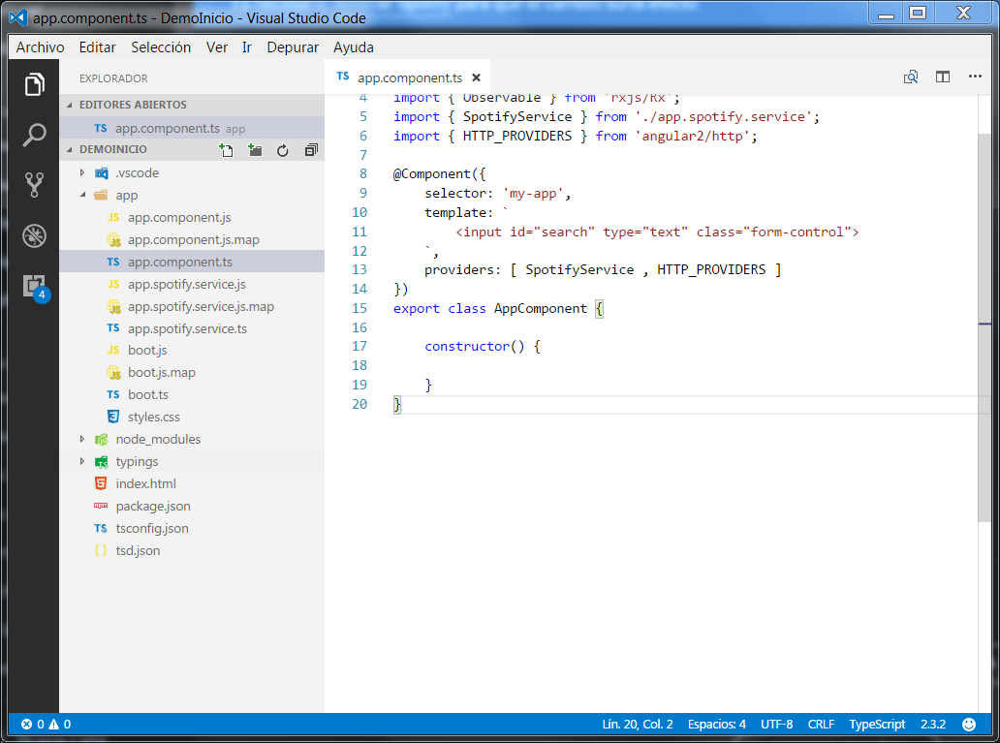 app.component.ts - DemoInicio - Visual Studio Code
Archivo Editar Selección Ver Ir Depurar Ayuda
EXPLORADOR
EDITORES ABIERTOS
TS app.component.ts app
DEMOINICIO
.vscode
app
JS app.component.js
JS app.component.js.map
TS app.component.ts
JS app.spotify.service.js
JS app.spotify.service.js.map
TS app.spotify.service.ts
JS boot.js
JS boot.js.map
TS boot.ts
styles.css
node_modules
typings
index.html
package.json
TS tsconfig.json
tsd.json
4
TS app.component.ts
4 import { Observable } from 'rxjs/Rx';
5 import { SpotifyService } from './app.spotify.service';
6 import { HTTP_PROVIDERS } from 'angular2/http';
7
8 @Component({
9 selector: 'my-app',
10 template: `
11 <input id="search" type="text" class="form-control">
12 `,
13 providers: [ SpotifyService , HTTP_PROVIDERS ]
14 })
15 export class AppComponent {
16
17 constructor() {
18
19 }
20 }
0 0 Lín. 20, Col. 2 Espacios: 4 UTF-8 CRLF TypeScript 2.3.2